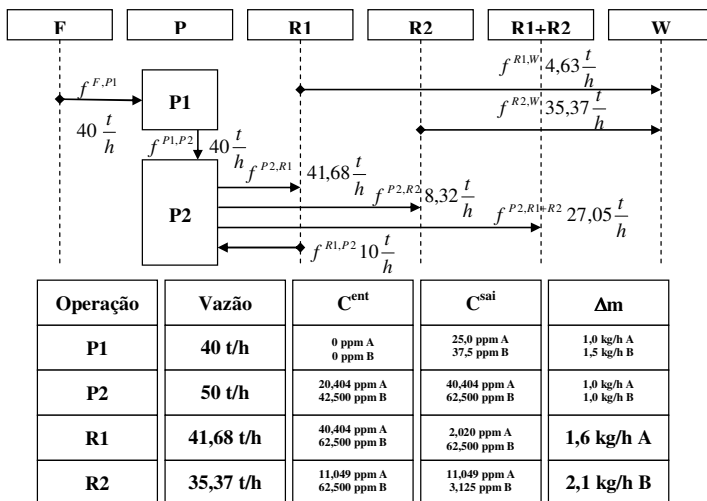 F P R1 R2 R1+R2 W
f^{R1,W} 4,63 t/h
f^{F,P1}
P1
f^{R2,W} 35,37 t/h
40 t/h
f^{P1,P2} 40 t/h
f^{P2,R1} 41,68 t/h
P2
f^{P2,R2} 8,32 t/h
f^{P2,R1+R2} 27,05 t/h
f^{R1,P2} 10 t/h
Operação Vazão C^{ent} C^{sai} Δm
P1 40 t/h 0 ppm A 25,0 ppm A 1,0 kg/h A
0 ppm B 37,5 ppm B 1,5 kg/h B
P2 50 t/h 20,404 ppm A 40,404 ppm A 1,0 kg/h A
42,500 ppm B 62,500 ppm B 1,0 kg/h B
R1 41,68 t/h 40,404 ppm A 2,020 ppm A 1,6 kg/h A
62,500 ppm B 62,500 ppm B
R2 35,37 t/h 11,049 ppm A 11,049 ppm A 2,1 kg/h B
62,500 ppm B 3,125 ppm B